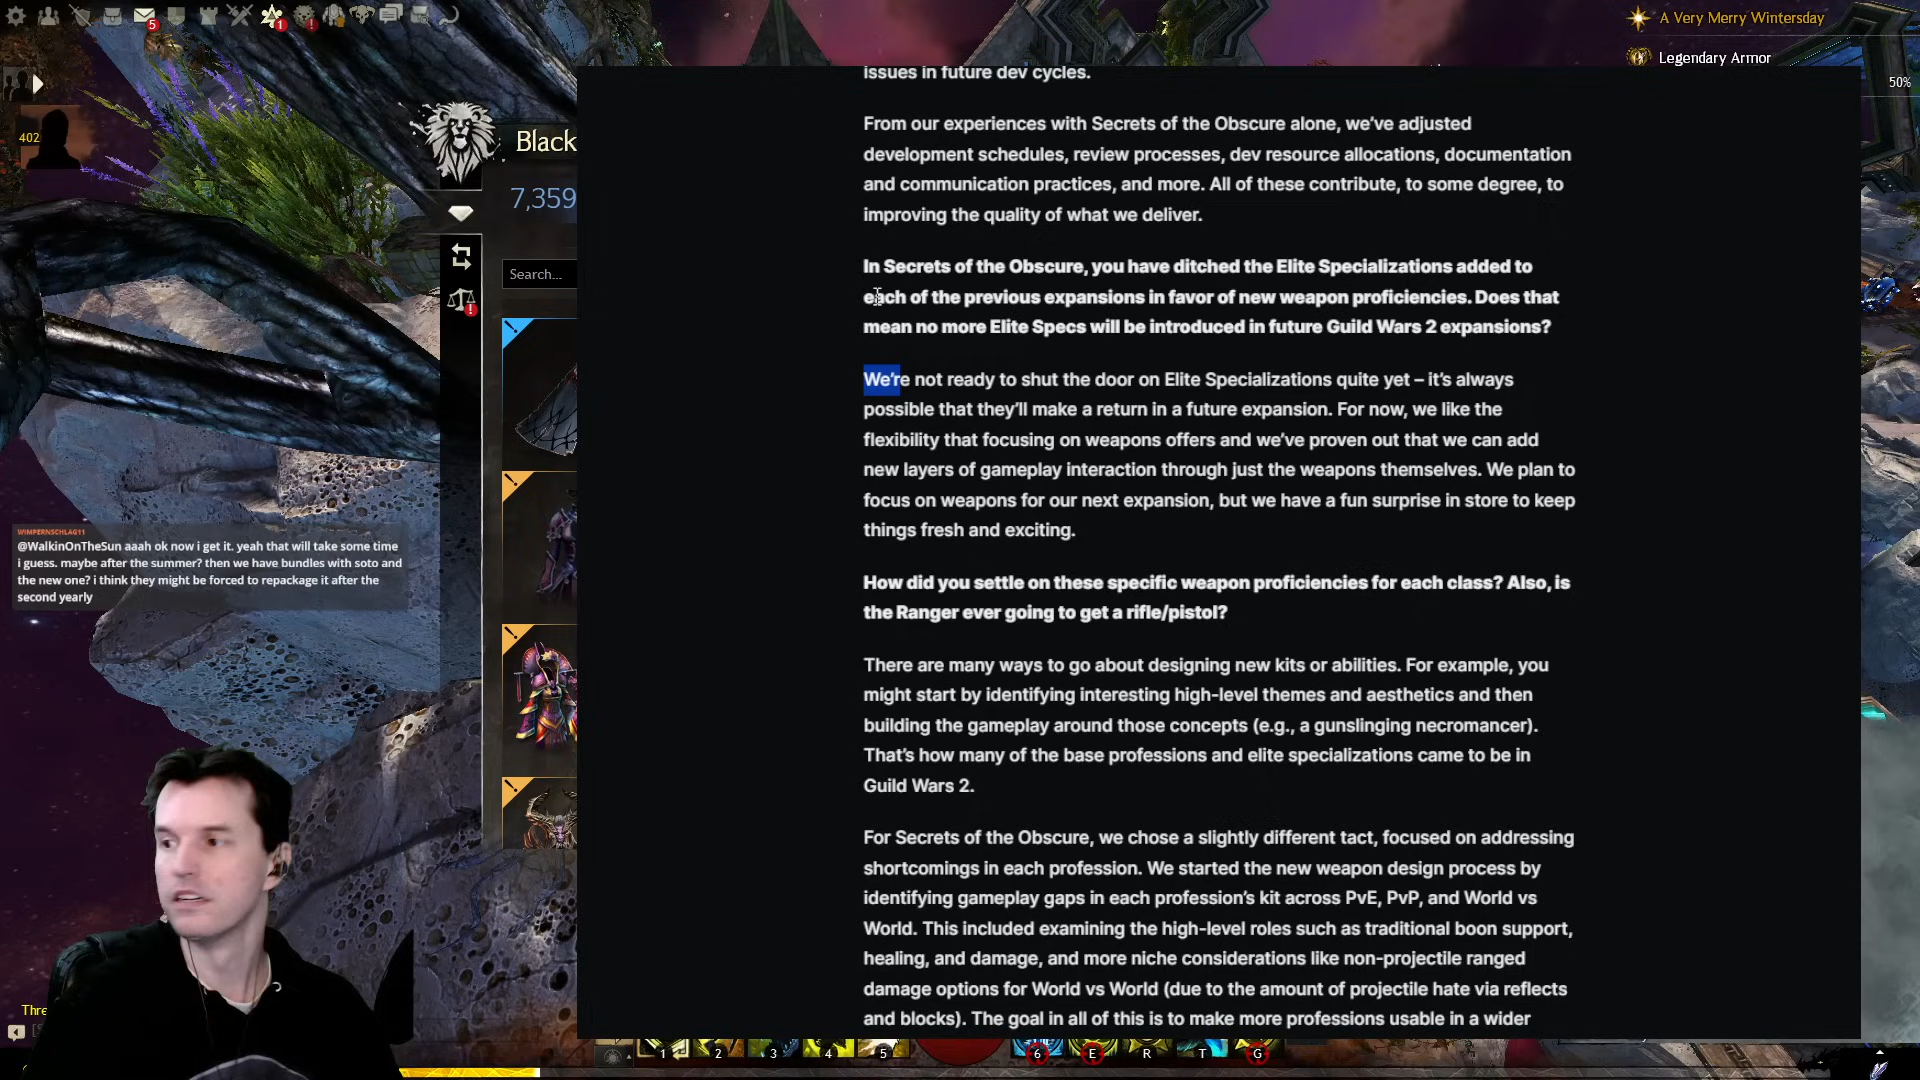 5
1
A Very Merry Wintersday
Legendary Armor
50%
402
Black
7,359
Search...
issues in future dev cycles.
From our experiences with Secrets of the Obscure alone, we've adjusted
development schedules, review processes, dev resource allocations, documentation
and communication practices, and more. All of these contribute, to some degree, to
improving the quality of what we deliver.
In Secrets of the Obscure, you have ditched the Elite Specializations added to
each of the previous expansions in favor of new weapon proficiencies. Does that
mean no more Elite Specs will be introduced in future Guild Wars 2 expansions?
We're not ready to shut the door on Elite Specializations quite yet – it's always
possible that they'll make a return in a future expansion. For now, we like the
flexibility that focusing on weapons offers and we've proven out that we can add
new layers of gameplay interaction through just the weapons themselves. We plan to
focus on weapons for our next expansion, but we have a fun surprise in store to keep
things fresh and exciting.
WIMPERNSCHLAG11
@WalkinOnTheSun aaah ok now i get it. yeah that will take some time
i guess. maybe after the summer? then we have bundles with soto and
the new one? i think they might be forced to repackage it after the
second yearly
How did you settle on these specific weapon proficiencies for each class? Also, is
the Ranger ever going to get a rifle/pistol?
There are many ways to go about designing new kits or abilities. For example, you
might start by identifying interesting high-level themes and aesthetics and then
building the gameplay around those concepts (e.g., a gunslinging necromancer).
That's how many of the base professions and elite specializations came to be in
Guild Wars 2.
For Secrets of the Obscure, we chose a slightly different tact, focused on addressing
shortcomings in each profession. We started the new weapon design process by
identifying gameplay gaps in each profession's kit across PvE, PvP, and World vs
World. This included examining the high-level roles such as traditional boon support,
healing, and damage, and more niche considerations like non-projectile ranged
damage options for World vs World (due to the amount of projectile hate via reflects
and blocks). The goal in all of this is to make more professions usable in a wider
Thre
1 2 3 4 5 6 E R T G